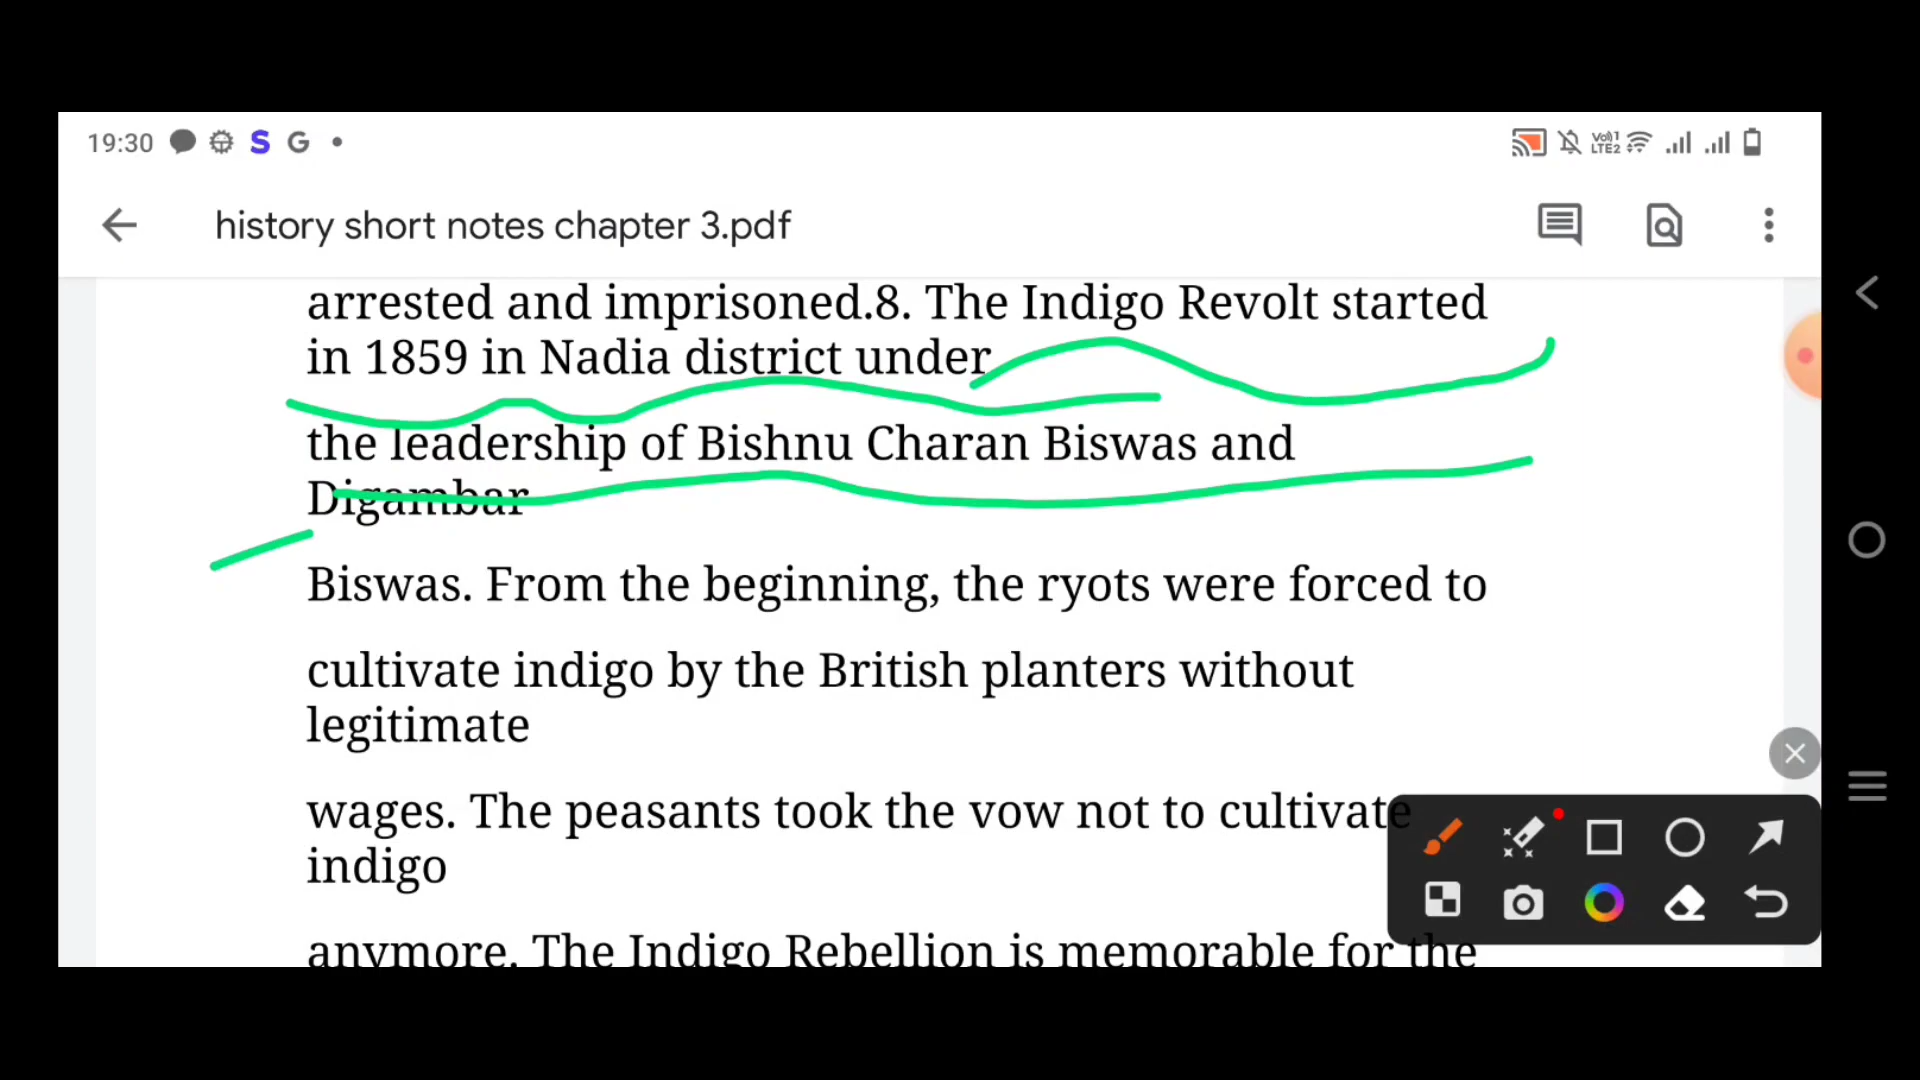 19:30 S G
Vo)) 1
LTE2
history short notes chapter 3.pdf
arrested and imprisoned.8. The Indigo Revolt started
in 1859 in Nadia district under
the leadership of Bishnu Charan Biswas and
Digambar
Biswas. From the beginning, the ryots were forced to
cultivate indigo by the British planters without
legitimate
wages. The peasants took the vow not to cultivate
indigo
anymore. The Indigo Rebellion is memorable for the